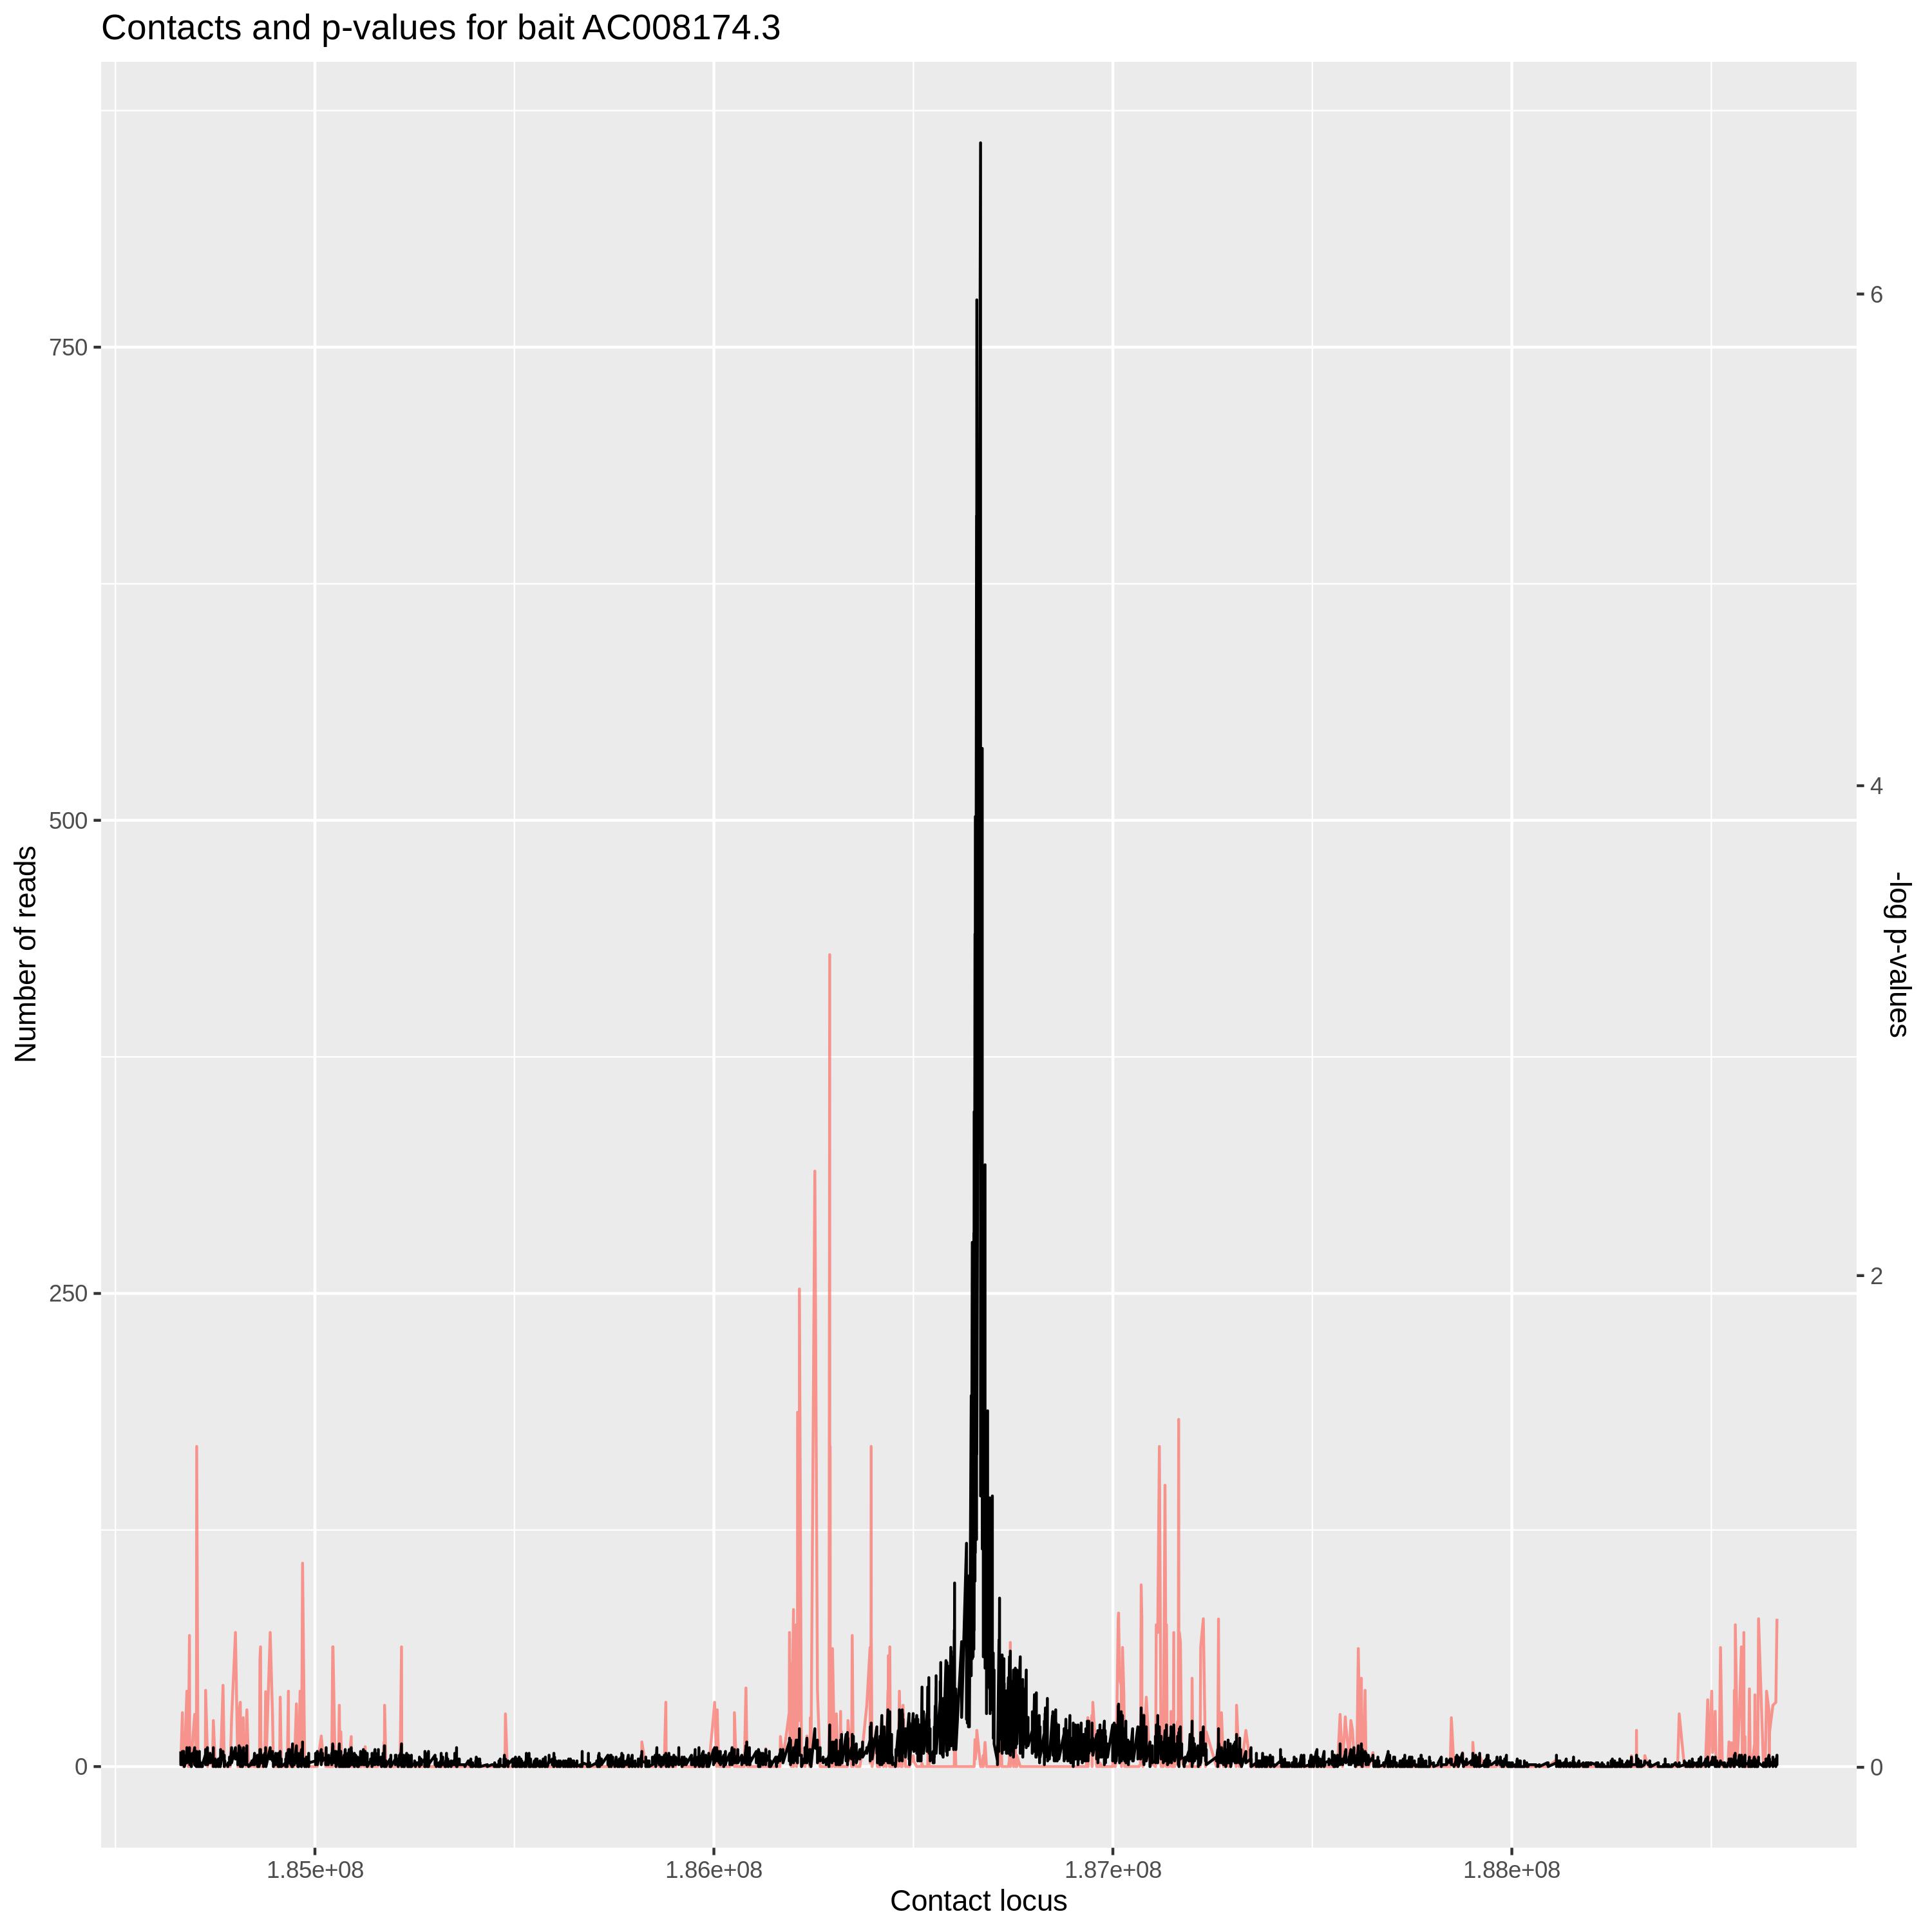 Contacts and p-values for bait AC008174.3
Number of reads
750
500
250
0
6
4
2
0
-log p-values
1.85e+08
1.86e+08
1.87e+08
1.88e+08
Contact locus